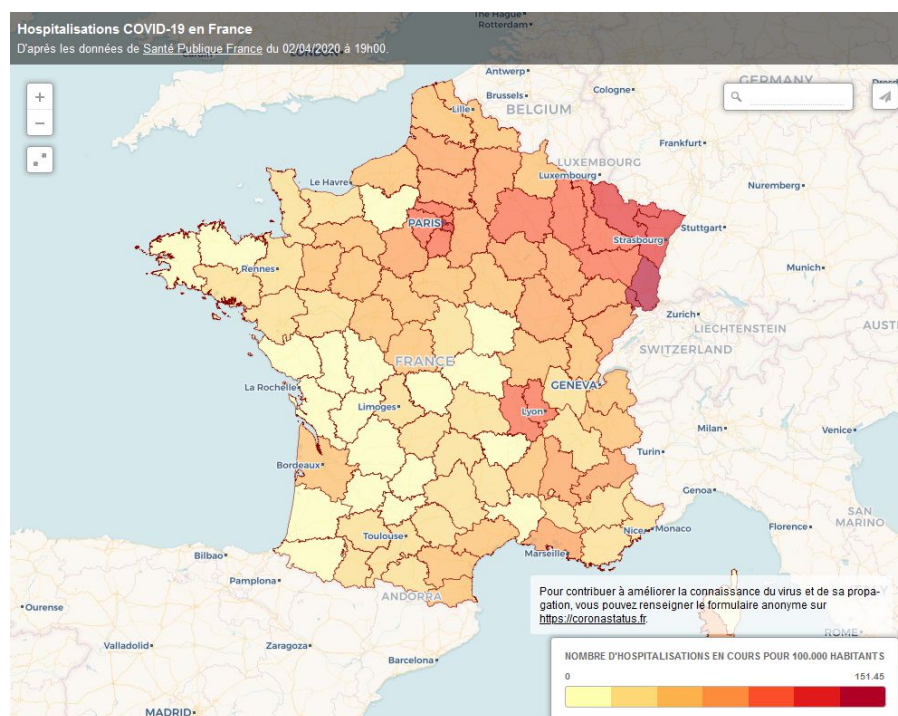 The Hague•
Rotterdam•
Hospitalisations COVID-19 en France
D'après les données de Santé Publique France du 02/04/2020 à 19h00.
+
−
Antwerp•
Brussels•
BELGIUM
Cologne•
GERMANY
Lille•
Frankfurt•
LUXEMBOURG
Luxembourg•
Le Havre•
Nuremberg•
PARIS
Stuttgart•
Strasbourg•
Rennes•
Munich•
Zurich•
LIECHTENSTEIN
AUST
SWITZERLAND
FRANCE
GENEVA•
La Rochelle•
Limoges•
Lyon•
Milan•
Venice•
Turin•
Bordeaux•
Genoa•
SAN
MARINO
Nice•
•Monaco
Florence•
Toulouse•
Marseille•
Bilbao•
Pamplona•
ANDORRA
•Ourense
Pour contribuer à améliorer la connaissance du virus et de sa propa-
gation, vous pouvez renseigner le formulaire anonyme sur
https://coronastatus.fr.
ROME•
Valladolid•
Zaragoza•
Barcelona•
NOMBRE D'HOSPITALISATIONS EN COURS POUR 100.000 HABITANTS
0
151.45
MADRID•